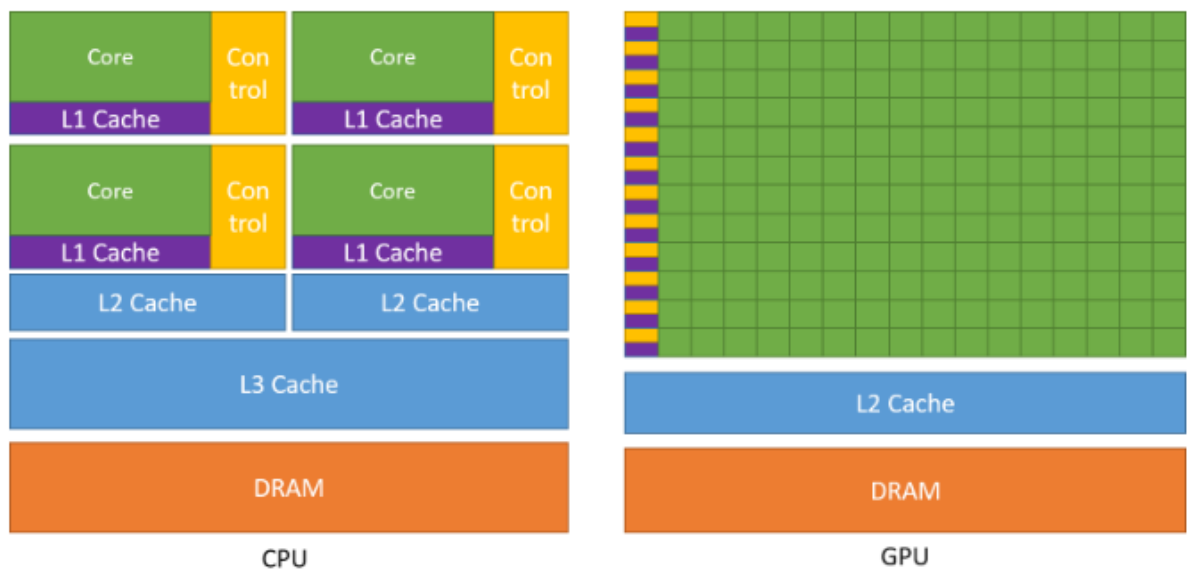 Core
Con
trol
L1 Cache
Core
Con
trol
L1 Cache
Core
Con
trol
L1 Cache
Core
Con
trol
L1 Cache
L2 Cache
L2 Cache
L3 Cache
DRAM
CPU
L2 Cache
DRAM
GPU